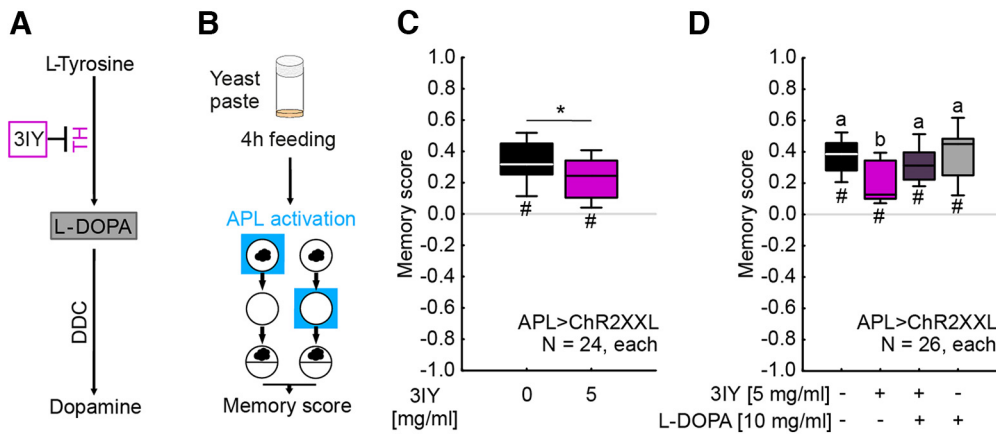 A
L-Tyrosine
3IY
TH
L-DOPA
DDC
Dopamine
B
Yeast
paste
4h feeding
APL activation
Memory score
C
Memory score
1.0
0.8
0.6
0.4
0.2
0.0
-0.2
-0.4
-0.6
-0.8
-1.0
*
# #
APL>ChR2XXL
N = 24, each
3IY 0 5
[mg/ml]
D
Memory score
1.0
0.8
0.6
0.4
0.2
0.0
-0.2
-0.4
-0.6
-0.8
-1.0
a b a a
# # # #
APL>ChR2XXL
N = 26, each
3IY [5 mg/ml] - + + -
L-DOPA [10 mg/ml] - - + +